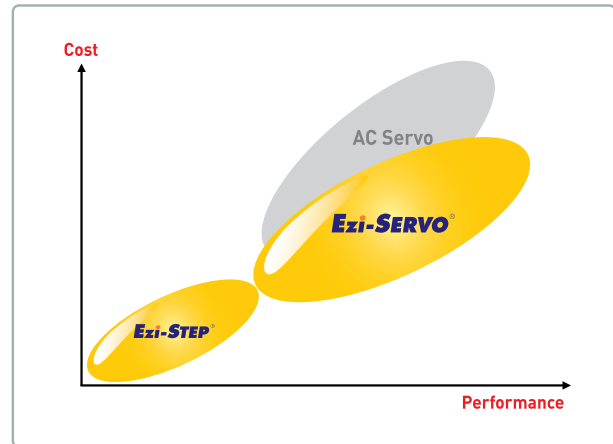 Cost
AC Servo
Ezi-SERVO®
Ezi-STEP®
Performance